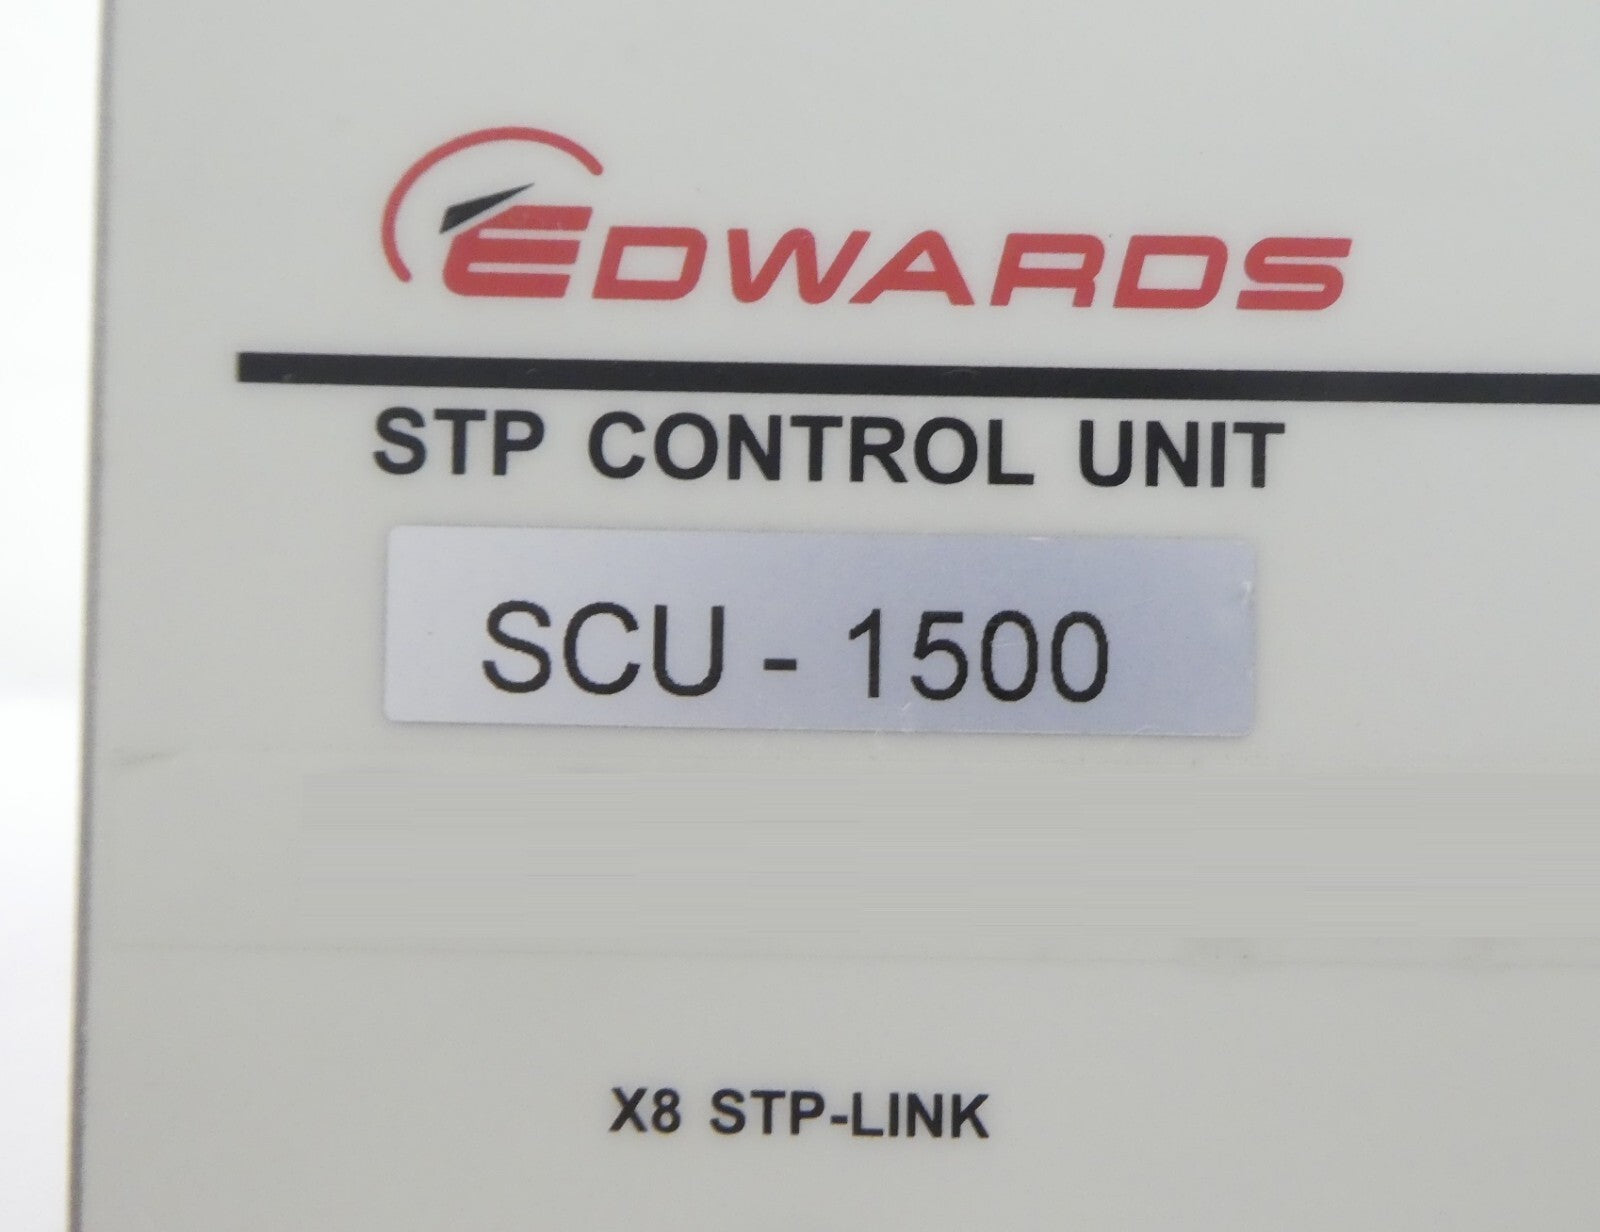 EDWARDS
STP CONTROL UNIT
SCU - 1500
X8 STP-LINK